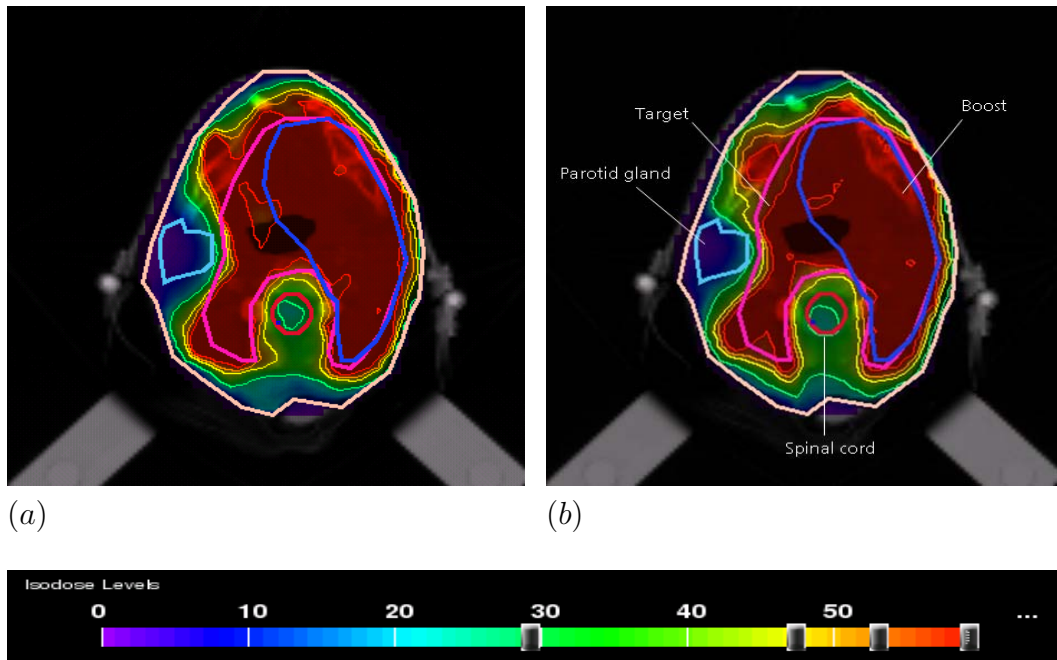 Target
Boost
Parotid gland
Spinal cord
(a)
(b)
Isodose Levels
0 10 20 30 40 50 ...